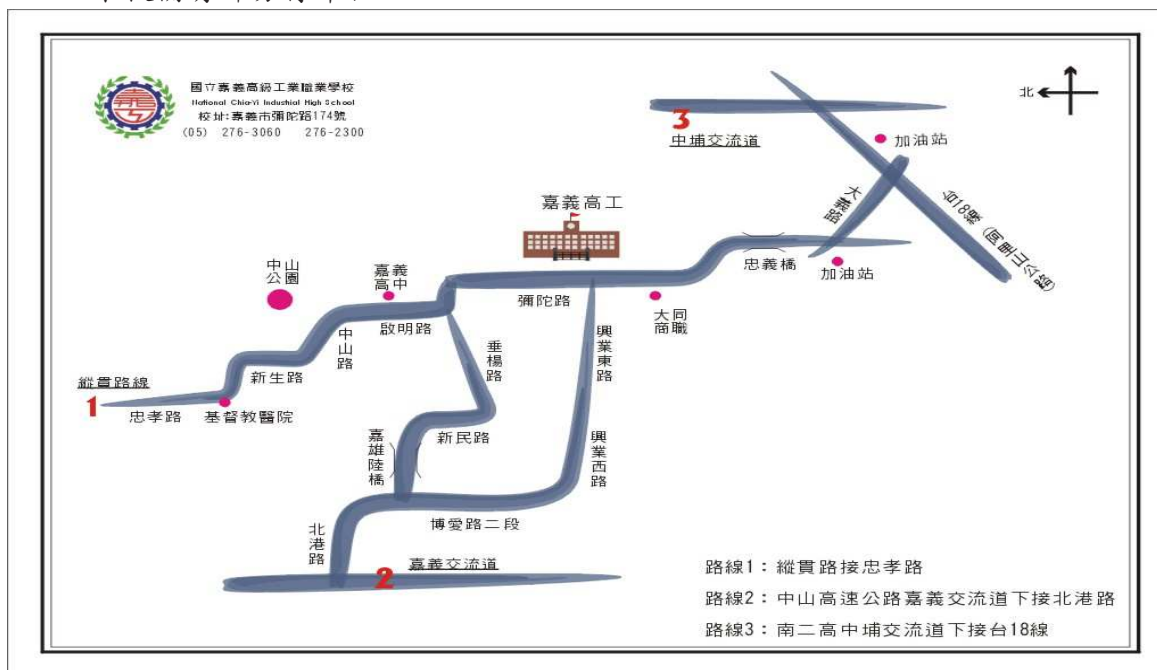 國立嘉義高級工業職業學校
National Chia-Yi Industrial High School
校址:嘉義市彌陀路174號
(05) 276-3060 276-2300
北
3
中埔交流道
加油站
大義路
台18線 (阿里山公路)
嘉義高工
忠義橋
加油站
中山公園
嘉義高中
彌陀路
大同商職
啟明路
中山路
垂楊路
興業東路
新生路
縱貫路線
1
忠孝路
基督教醫院
新民路
嘉雄陸橋
興業西路
博愛路二段
北港路
嘉義交流道
2
路線1：縱貫路接忠孝路
路線2：中山高速公路嘉義交流道下接北港路
路線3：南二高中埔交流道下接台18線